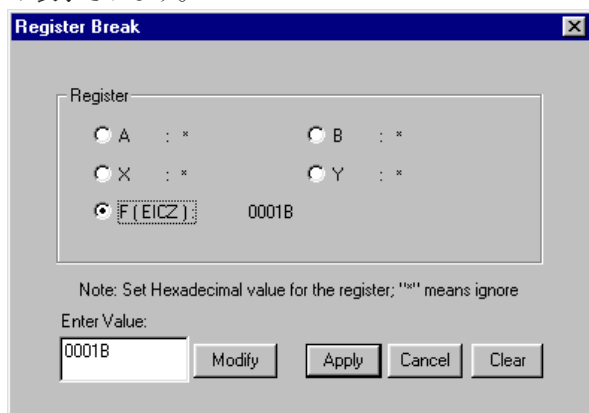 Register Break
Register
A : *
B : *
X : *
Y : *
F ( EICZ ) : 0001B
Note: Set Hexadecimal value for the register; "*" means ignore
Enter Value:
0001B
Modify
Apply
Cancel
Clear